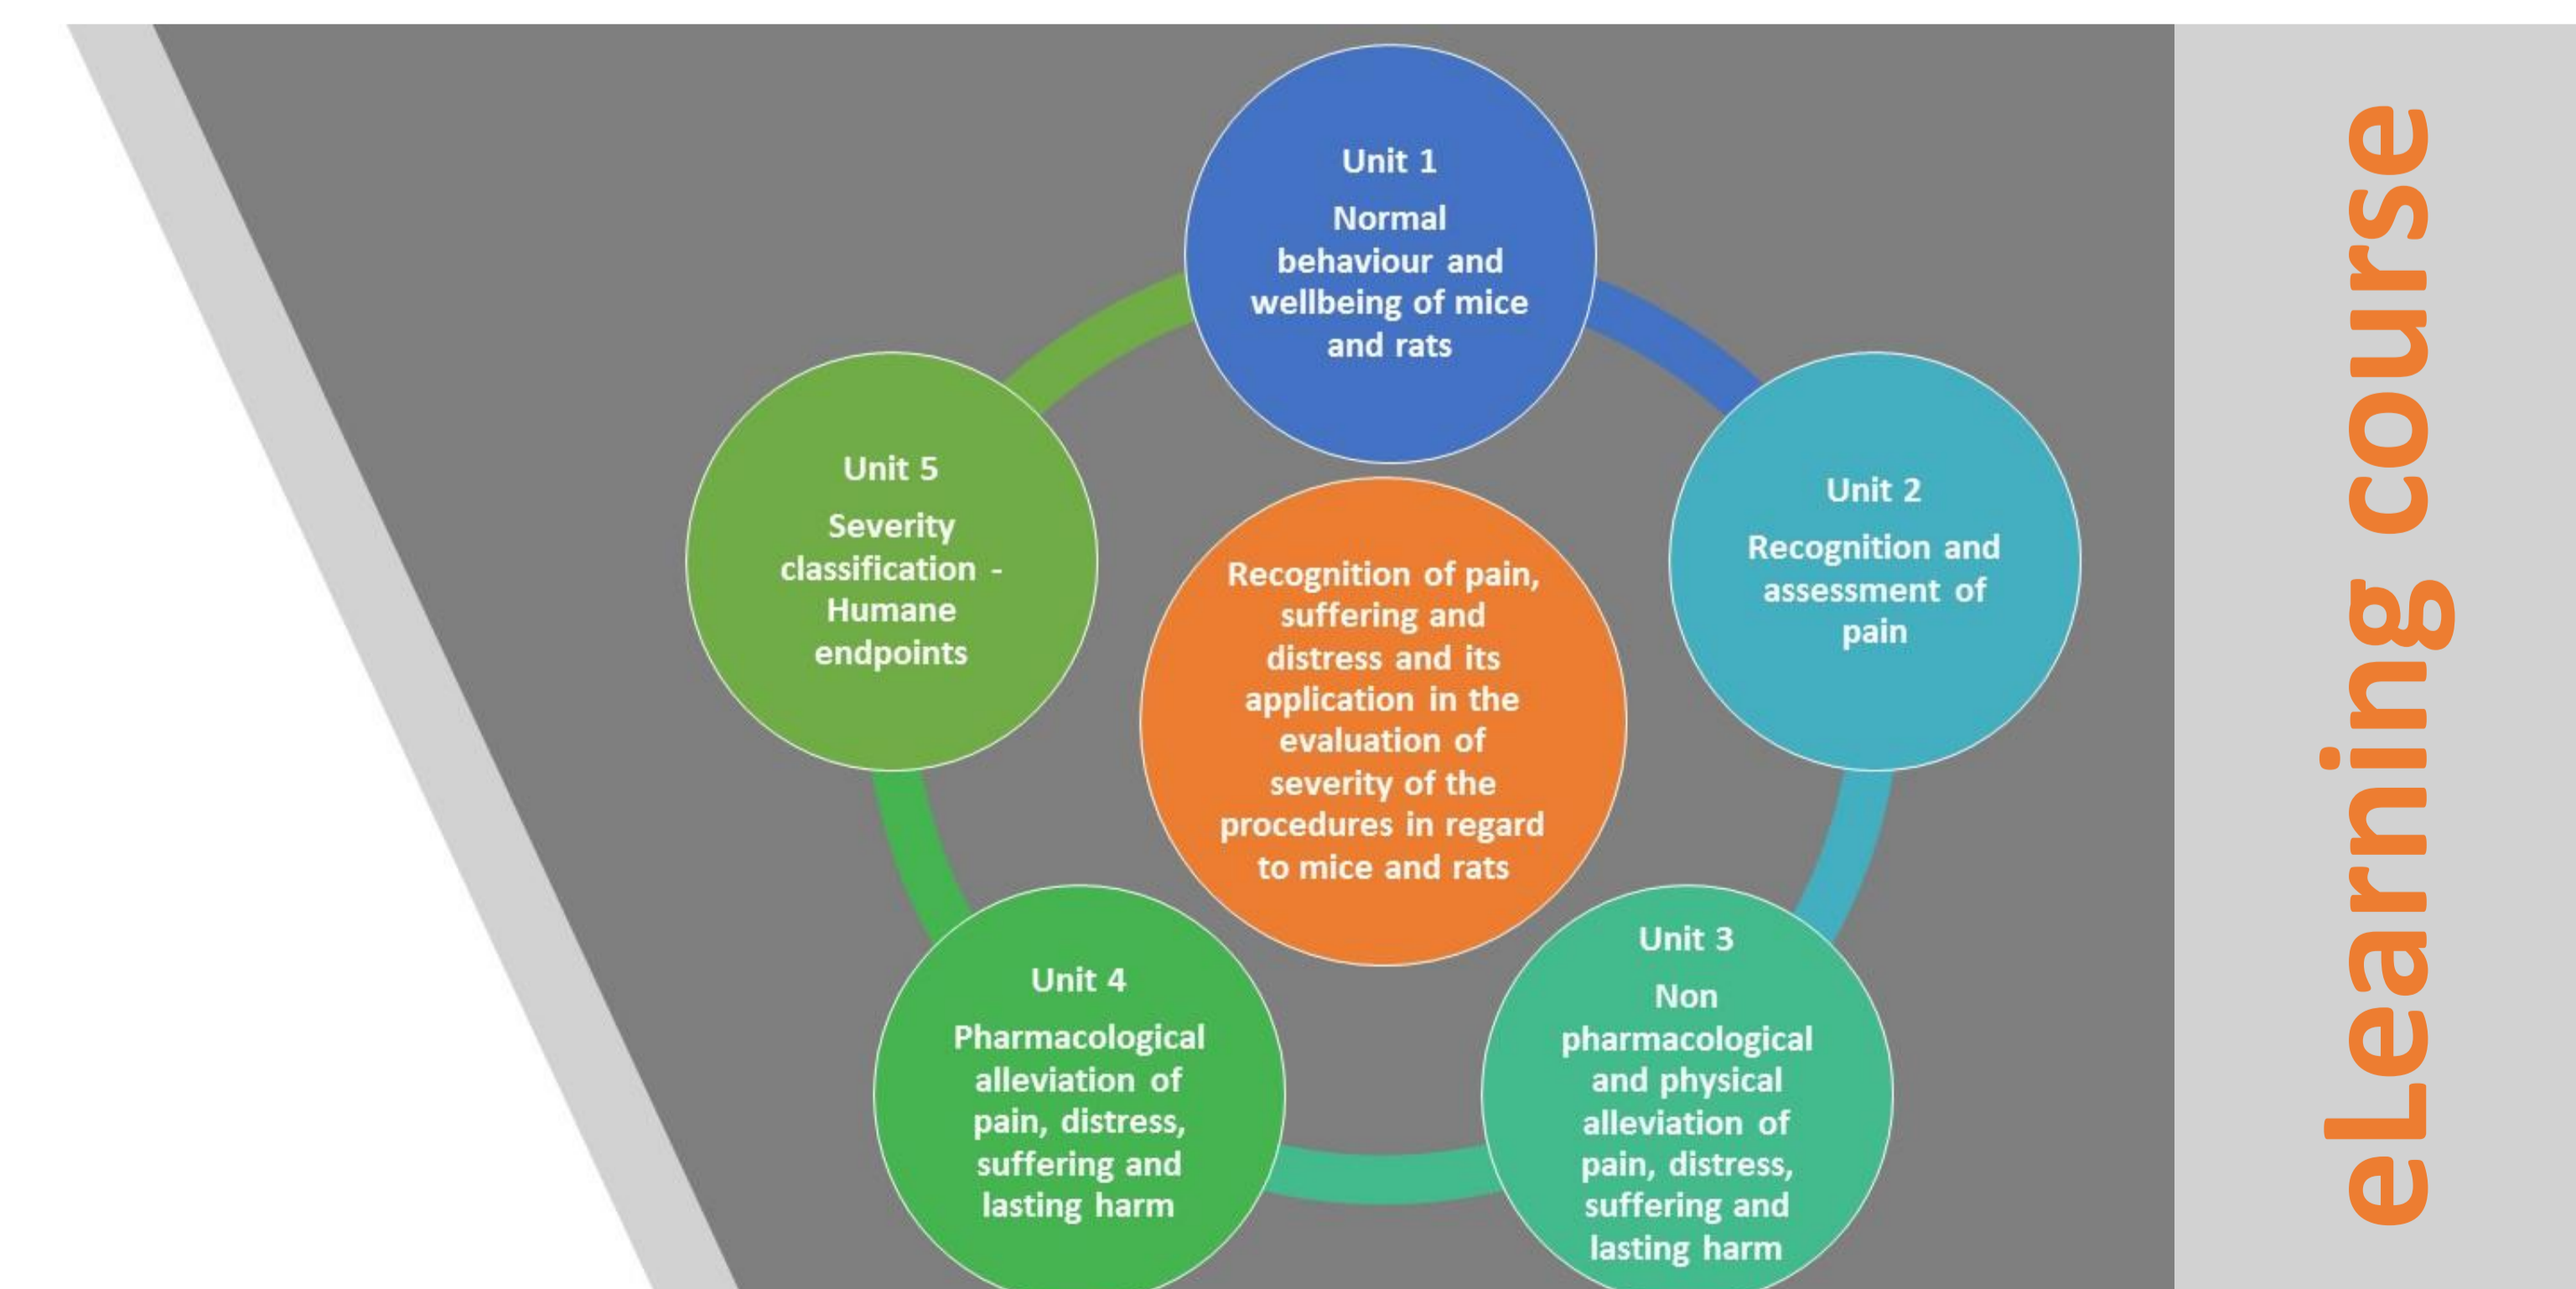 Unit 1
Normal
behaviour and
wellbeing of mice
and rats
Unit 2
Recognition and
assessment of
pain
Unit 3
Non
pharmacological
and physical
alleviation of
pain, distress,
suffering and
lasting harm
Unit 4
Pharmacological
alleviation of
pain, distress,
suffering and
lasting harm
Unit 5
Severity
classification -
Humane
endpoints
Recognition of pain,
suffering and
distress and its
application in the
evaluation of
severity of the
procedures in regard
to mice and rats
eLearning course